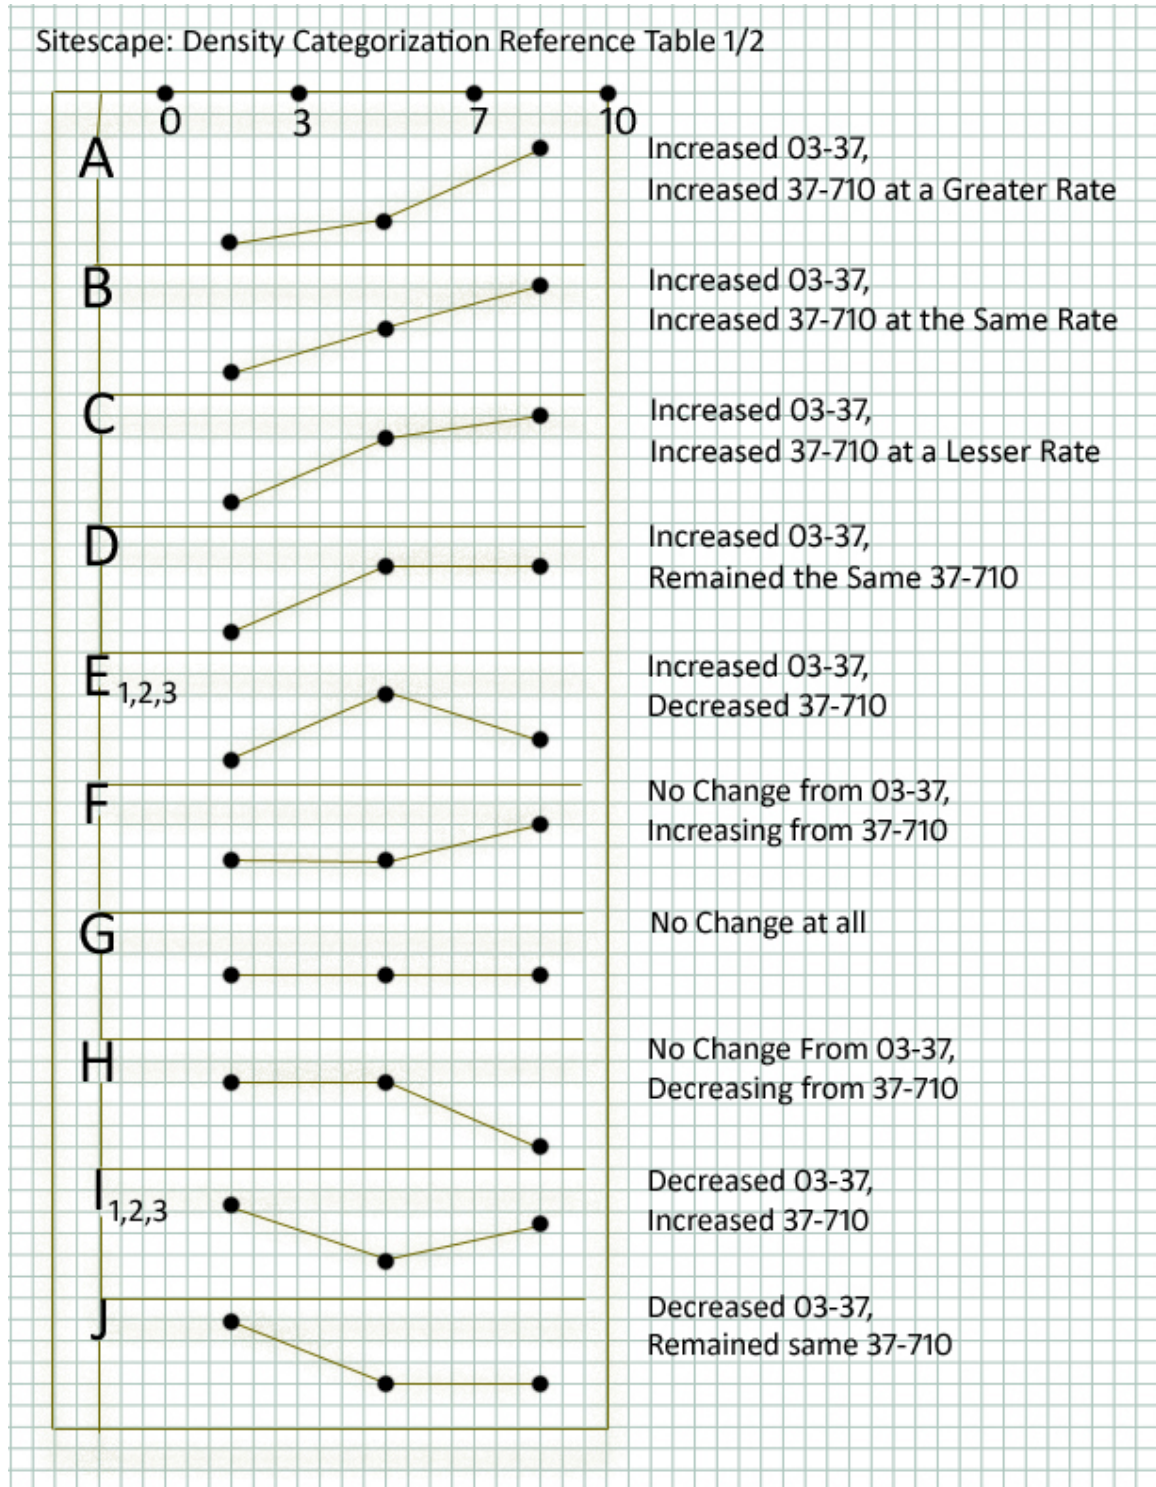 Sitescape: Density Categorization Reference Table 1/2
0 3 7 10
A
Increased 03-37,
Increased 37-710 at a Greater Rate
B
Increased 03-37,
Increased 37-710 at the Same Rate
C
Increased 03-37,
Increased 37-710 at a Lesser Rate
D
Increased 03-37,
Remained the Same 37-710
E 1,2,3
Increased 03-37,
Decreased 37-710
F
No Change from 03-37,
Increasing from 37-710
G
No Change at all
H
No Change From 03-37,
Decreasing from 37-710
I 1,2,3
Decreased 03-37,
Increased 37-710
J
Decreased 03-37,
Remained same 37-710